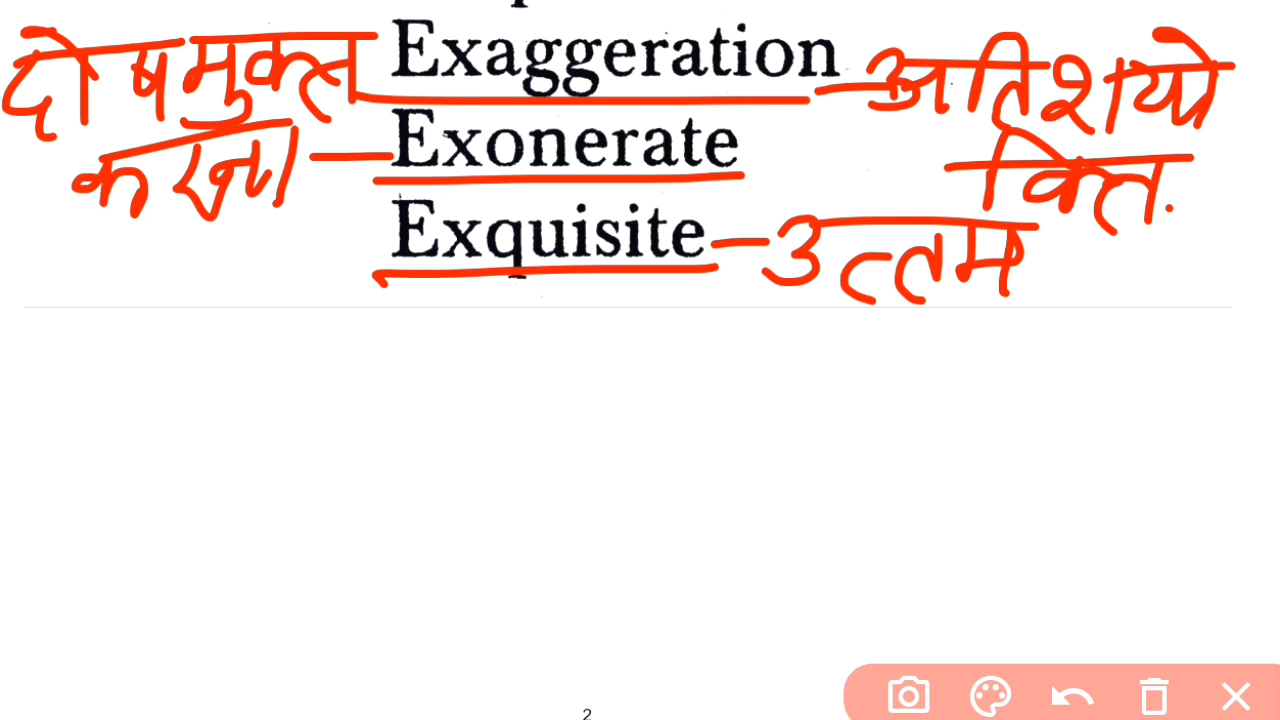 दोषमुक्त Exaggeration - अतिशयो
करना - Exonerate क्ति.
Exquisite - उत्तम
2